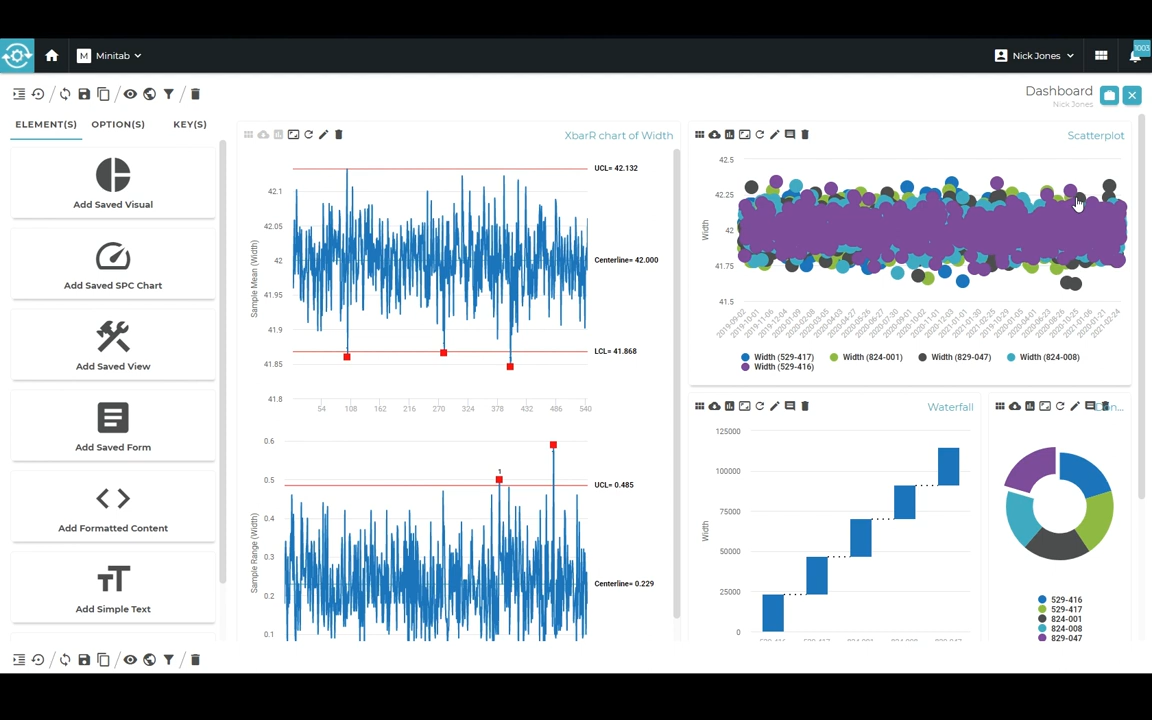 M Minitab
Nick Jones
1003
Dashboard
Nick Jones
ELEMENT(S) OPTION(S) KEY(S)
Add Saved Visual
Add Saved SPC Chart
Add Saved View
Add Saved Form
Add Formatted Content
Add Simple Text
XbarR chart of Width
Sample Mean (Width)
42.1
42.05
42
41.95
41.9
41.85
41.8
UCL= 42.132
Centerline= 42.000
LCL= 41.868
54 108 162 216 270 324 378 432 486 540
Sample Range (Width)
0.6
0.5
0.4
0.3
0.2
0.1
1
UCL= 0.485
Centerline= 0.229
Scatterplot
Width
42.5
42.25
42
41.75
41.5
Width (529-417) Width (824-001) Width (829-047) Width (824-008)
Width (529-416)
Waterfall
Width
125000
100000
75000
50000
25000
0
529-416
529-417
824-001
824-008
829-047